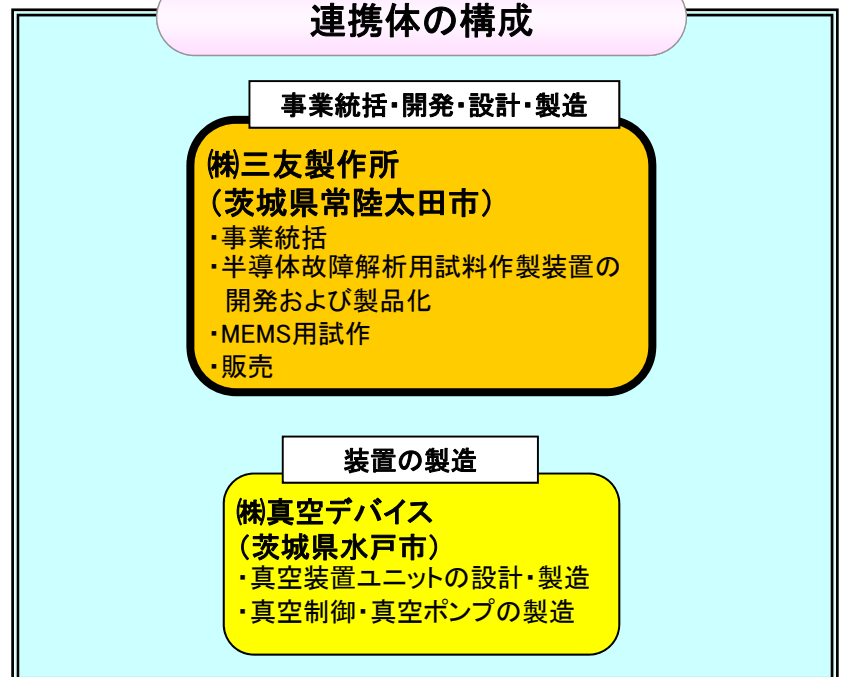 連携体の構成
事業統括・開発・設計・製造
㈱三友製作所
（茨城県常陸太田市）
・事業統括
・半導体故障解析用試料作製装置の
開発および製品化
・MEMS用試作
・販売
装置の製造
㈱真空デバイス
（茨城県水戸市）
・真空装置ユニットの設計・製造
・真空制御・真空ポンプの製造